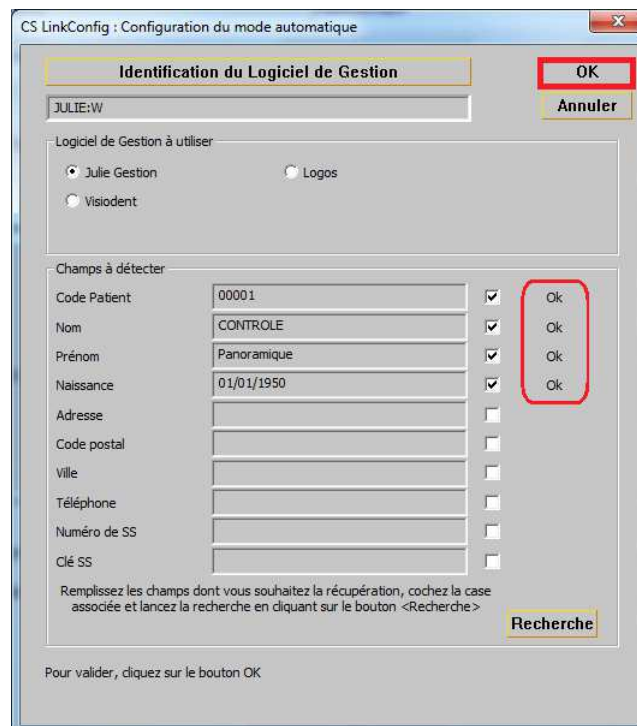 CS LinkConfig : Configuration du mode automatique
Identification du Logiciel de Gestion
OK
JULIE:W
Annuler
Logiciel de Gestion à utiliser
Julie Gestion
Logos
Visiodent
Champs à détecter
Code Patient 00001 Ok
Nom CONTROLE Ok
Prénom Panoramique Ok
Naissance 01/01/1950 Ok
Adresse
Code postal
Ville
Téléphone
Numéro de SS
Clé SS
Remplissez les champs dont vous souhaitez la récupération, cochez la case
associée et lancez la recherche en cliquant sur le bouton <Recherche>
Recherche
Pour valider, cliquez sur le bouton OK